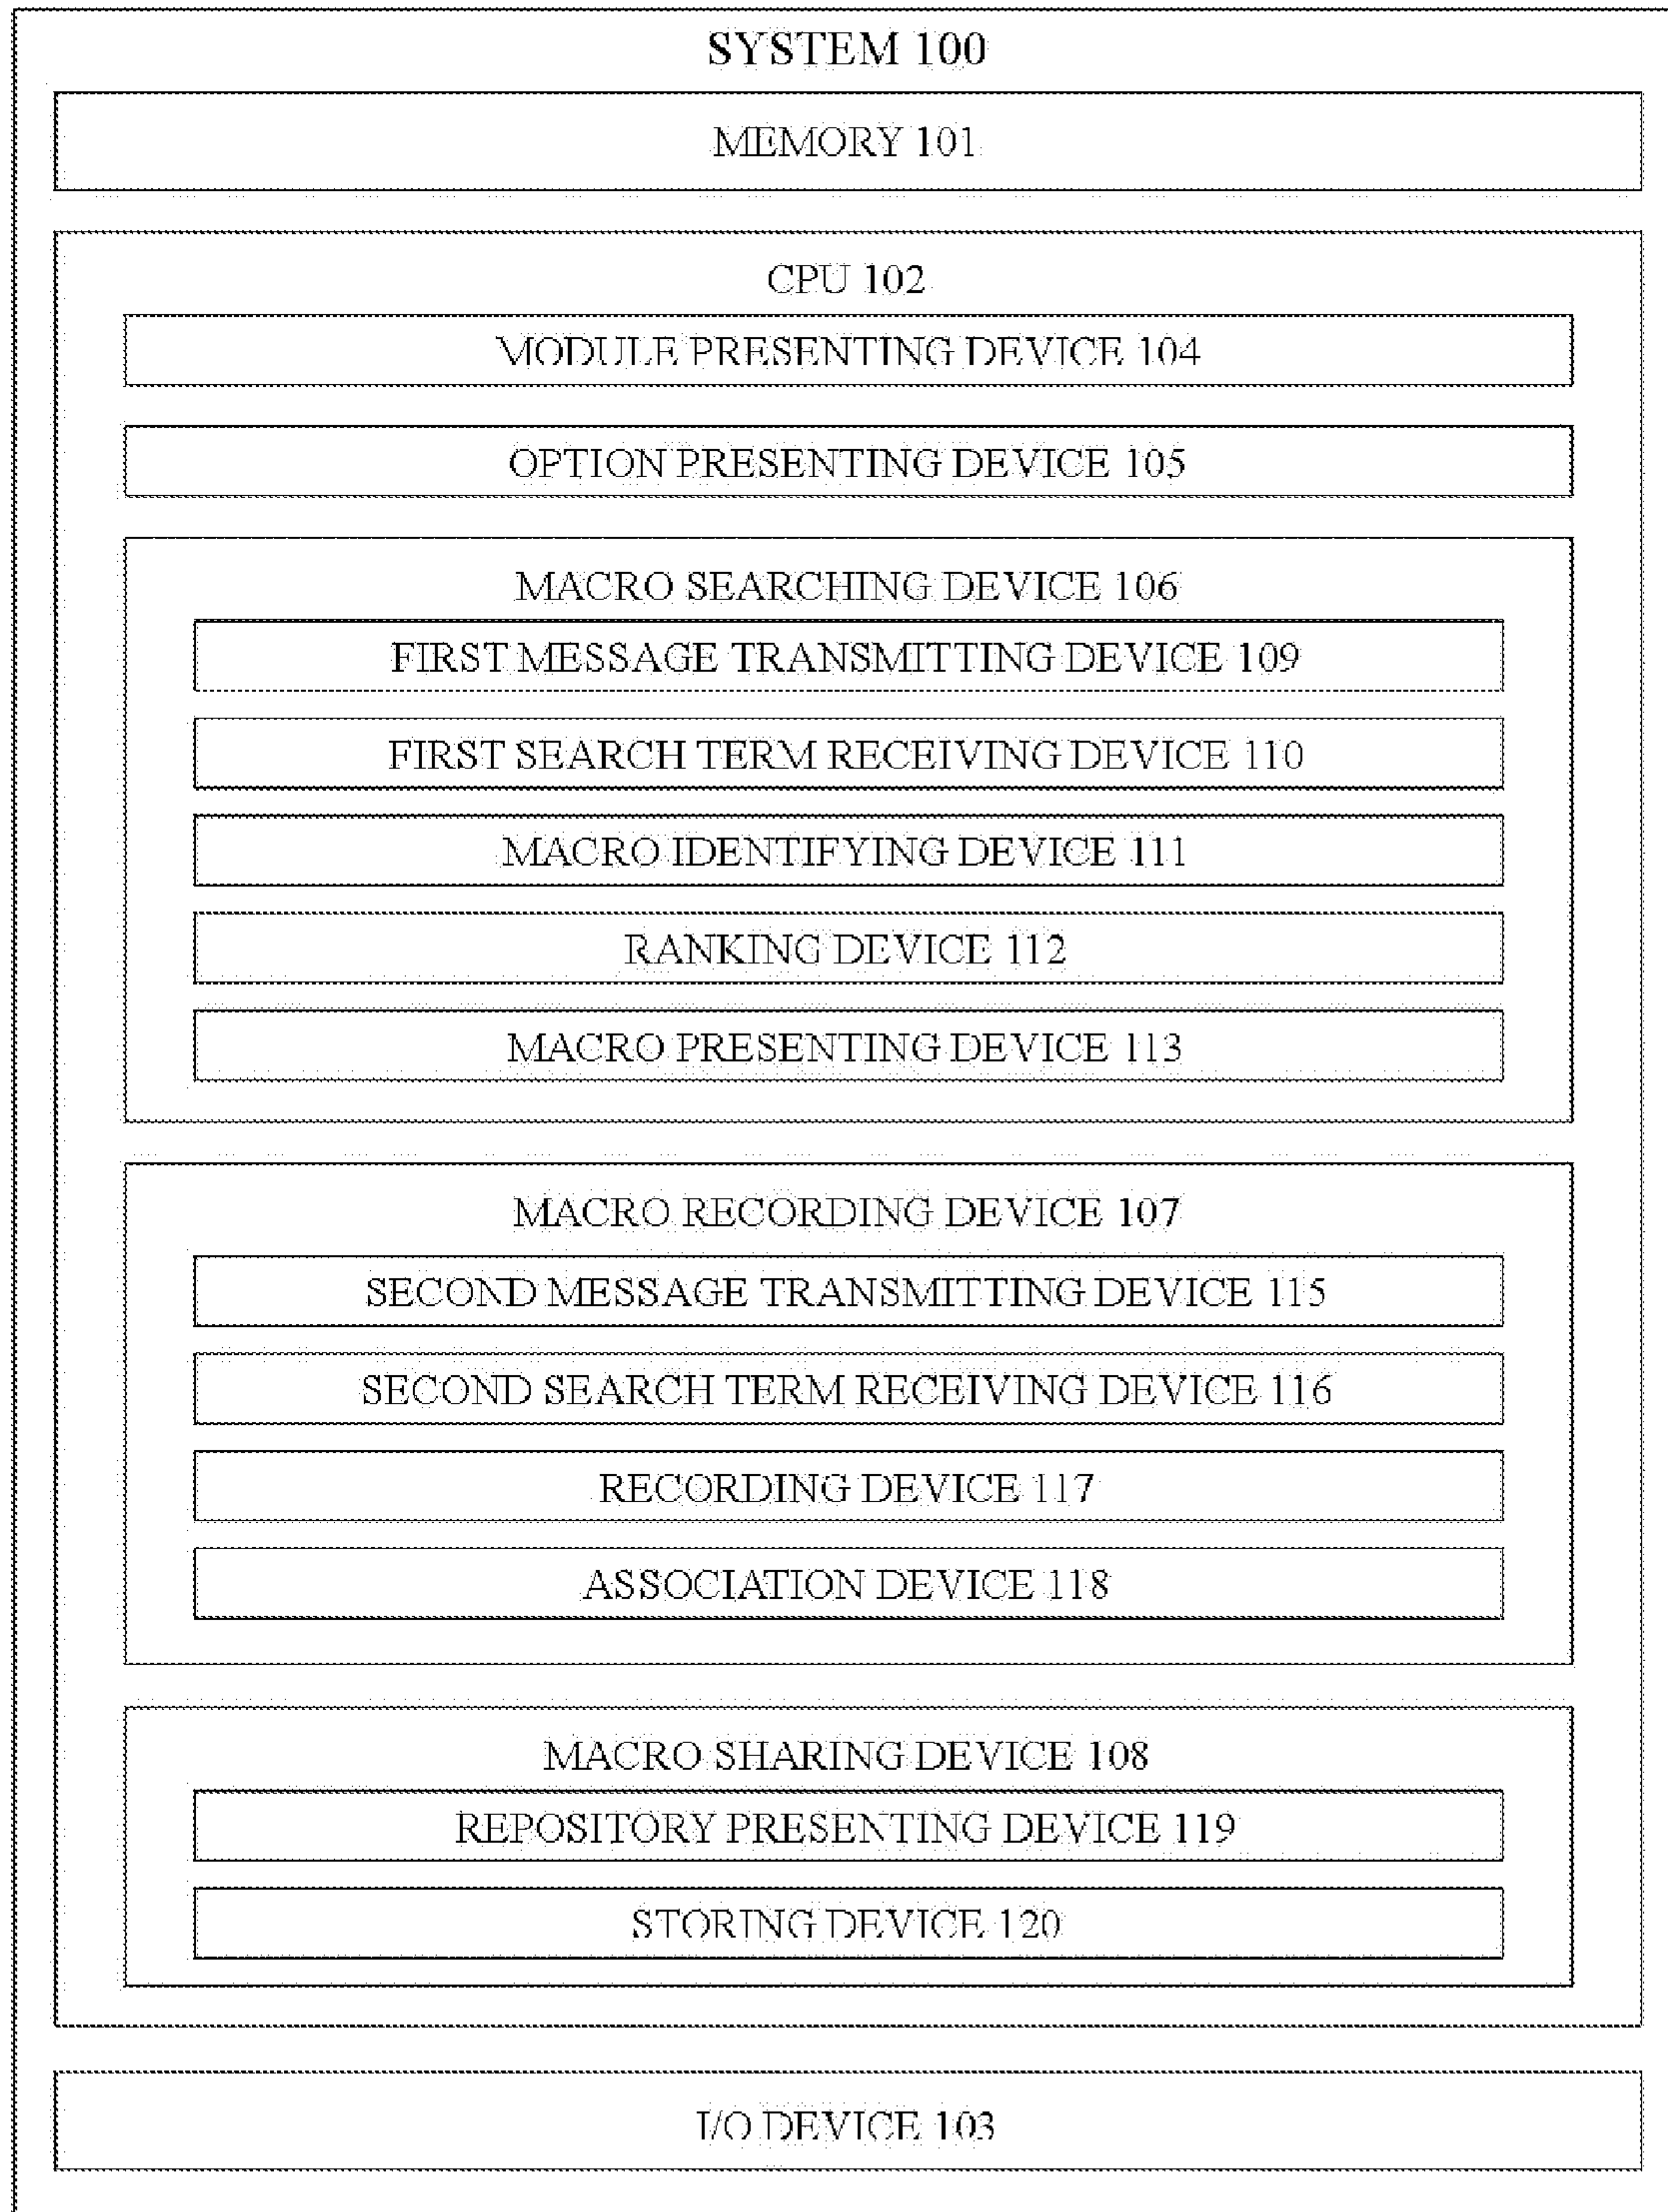 SYSTEM 100
MEMORY 101
CPU 102
MODULE PRESENTING DEVICE 104
OPTION PRESENTING DEVICE 105
MACRO SEARCHING DEVICE 106
FIRST MESSAGE TRANSMITTING DEVICE 109
FIRST SEARCH TERM RECEIVING DEVICE 110
MACRO IDENTIFYING DEVICE 111
RANKING DEVICE 112
MACRO PRESENTING DEVICE 113
MACRO RECORDING DEVICE 107
SECOND MESSAGE TRANSMITTING DEVICE 115
SECOND SEARCH TERM RECEIVING DEVICE 116
RECORDING DEVICE 117
ASSOCIATION DEVICE 118
MACRO SHARING DEVICE 108
REPOSITORY PRESENTING DEVICE 119
STORING DEVICE 120
I/O DEVICE 103